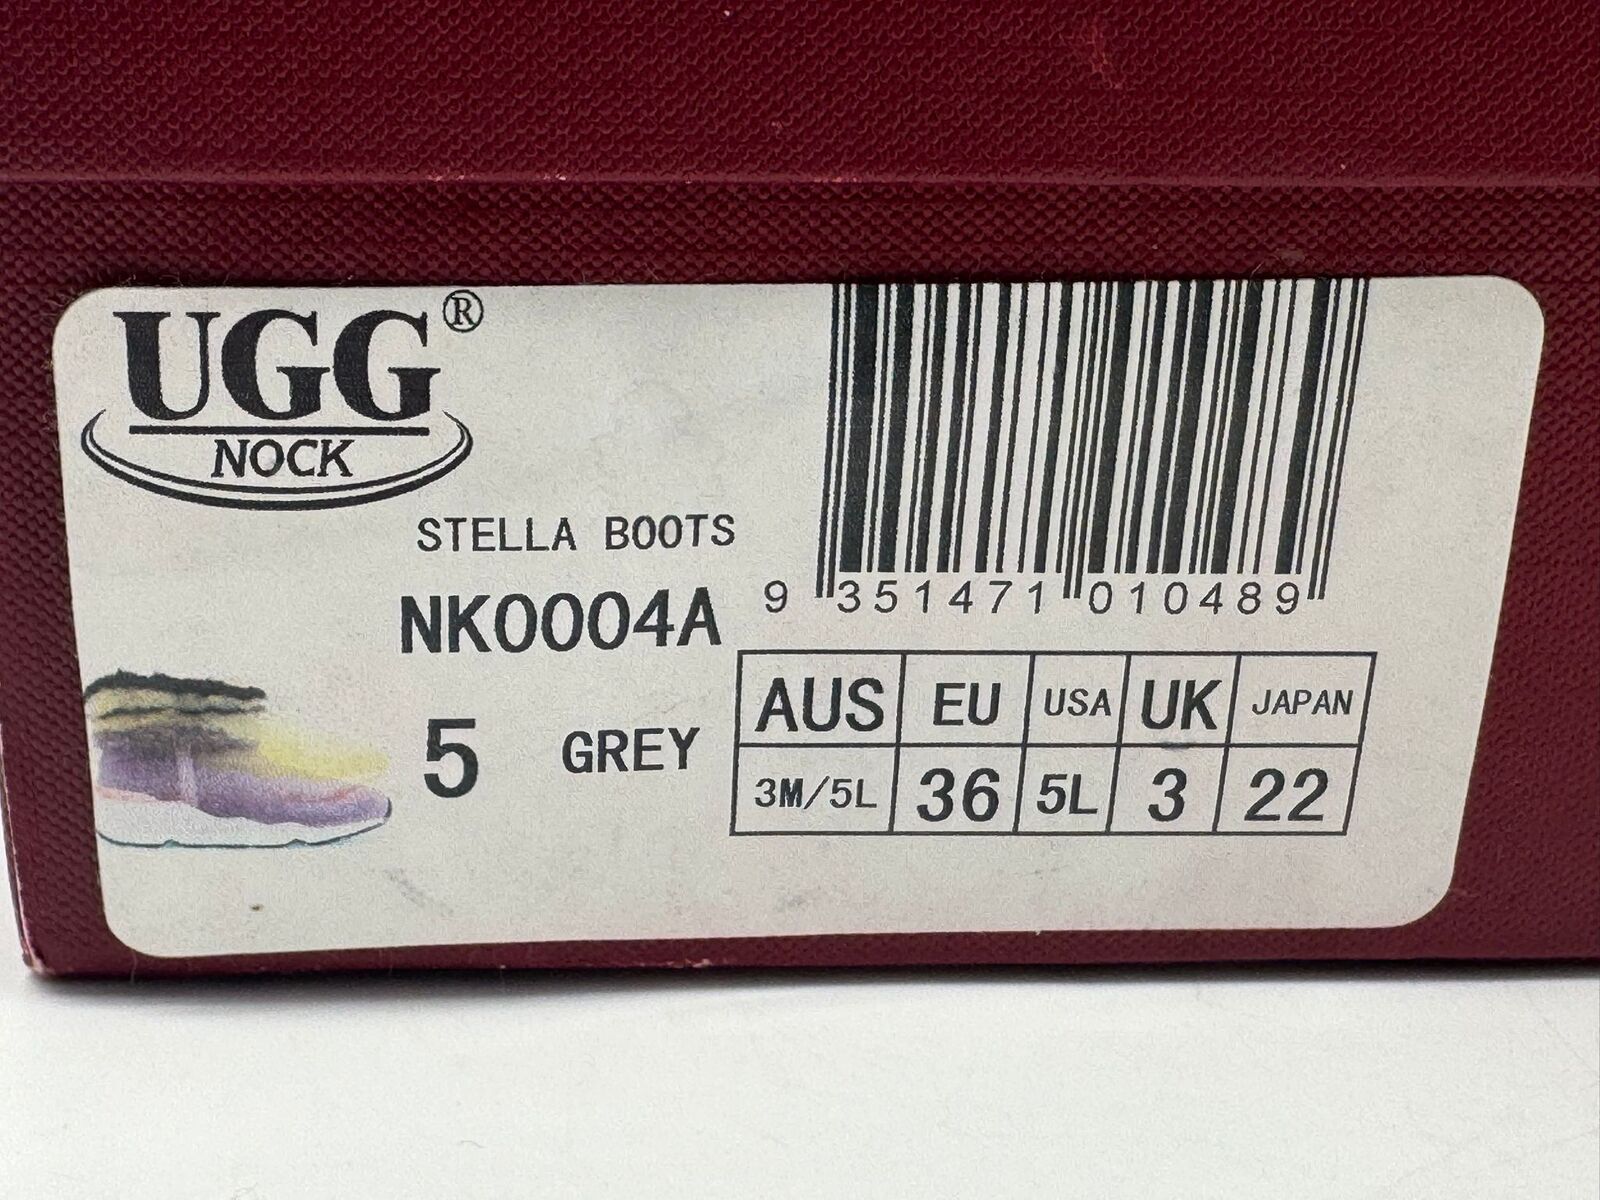 UGG®
NOCK
STELLA BOOTS
NK0004A
5 GREY
9 351471 010489
AUS EU USA UK JAPAN
3M/5L 36 5L 3 22